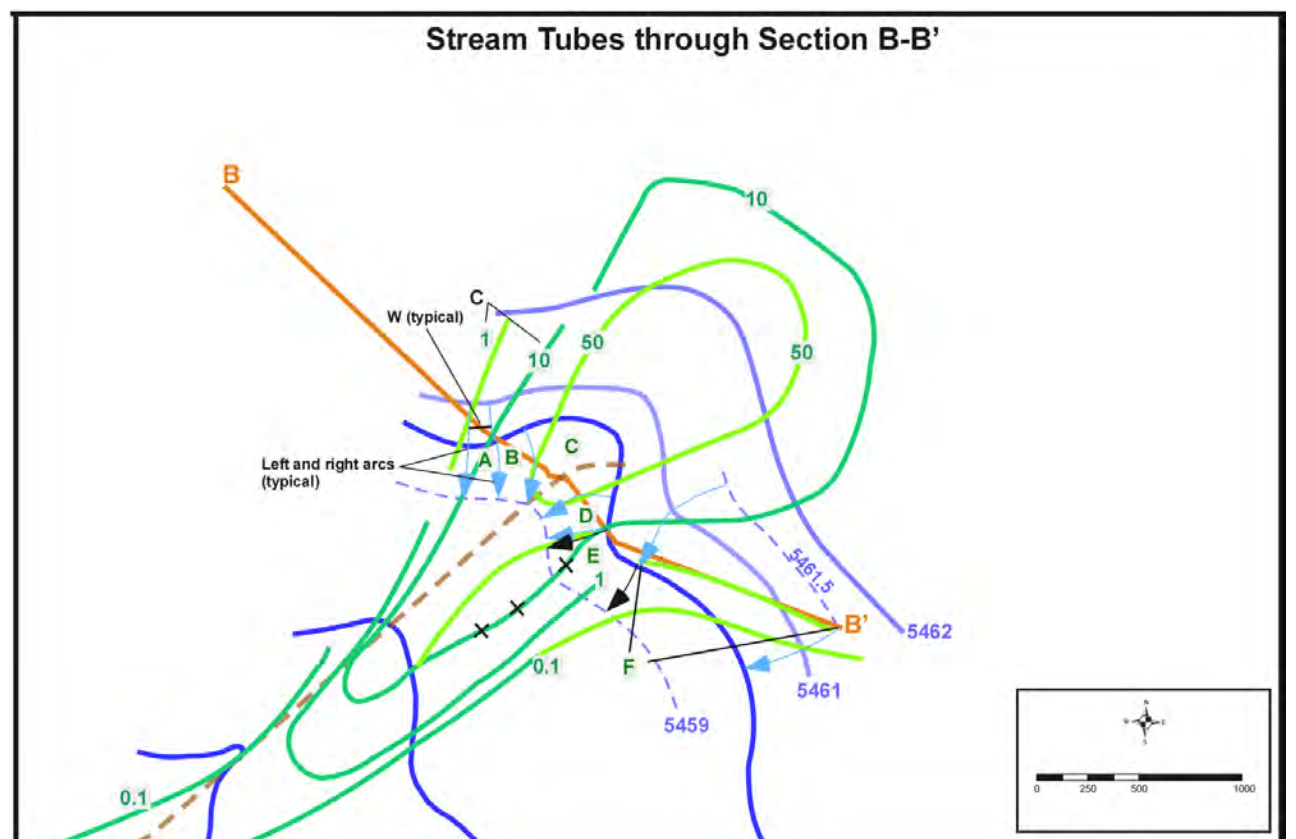 Stream Tubes through Section B-B’
B
10
C
W (typical)
1
10
50
50
C
Left and right arcs
(typical)
A
B
D
E
1
5461.5
B’
5462
F
0.1
5461
5459
0.1
N
W
E
S
0
250
500
1000